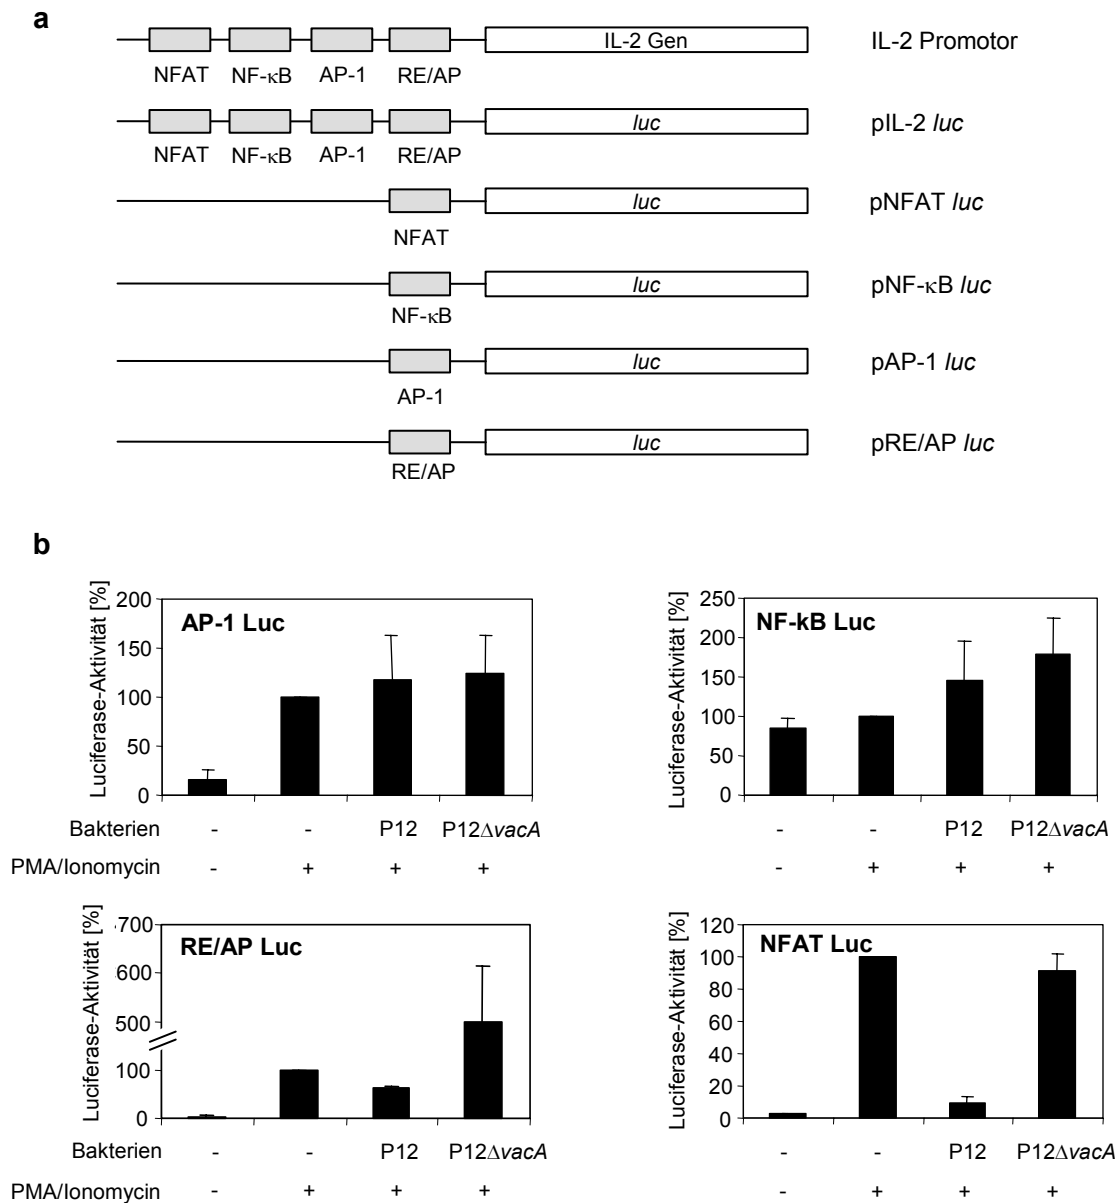 a
IL-2 Gen IL-2 Promotor
NFAT NF-κB AP-1 RE/AP
luc pIL-2 luc
NFAT NF-κB AP-1 RE/AP
luc pNFAT luc
NFAT
luc pNF-κB luc
NF-κB
luc pAP-1 luc
AP-1
luc pRE/AP luc
RE/AP
b
Luciferase-Aktivität [%]
200
150
100
50
0
AP-1 Luc
Bakterien - - P12 P12ΔvacA
PMA/Ionomycin - + + +
Luciferase-Aktivität [%]
250
200
150
100
50
0
NF-kB Luc
- - P12 P12ΔvacA
- + + +
Luciferase-Aktivität [%]
700
600
500
100
0
RE/AP Luc
Bakterien - - P12 P12ΔvacA
PMA/Ionomycin - + + +
Luciferase-Aktivität [%]
120
100
80
60
40
20
0
NFAT Luc
- - P12 P12ΔvacA
- + + +